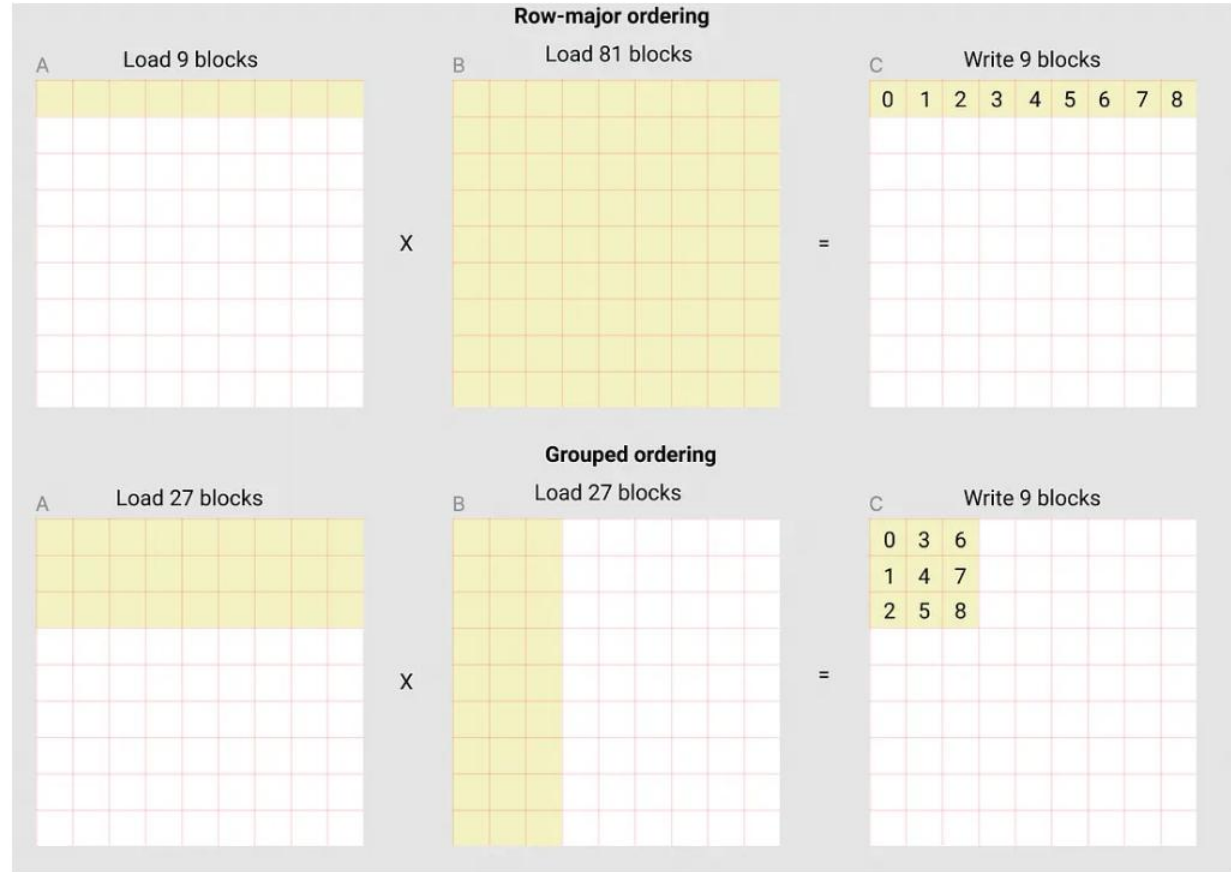 Row-major ordering
A
Load 9 blocks
B
Load 81 blocks
C
Write 9 blocks
0 1 2 3 4 5 6 7 8
X
=
Grouped ordering
A
Load 27 blocks
B
Load 27 blocks
C
Write 9 blocks
0 3 6
1 4 7
2 5 8
X
=